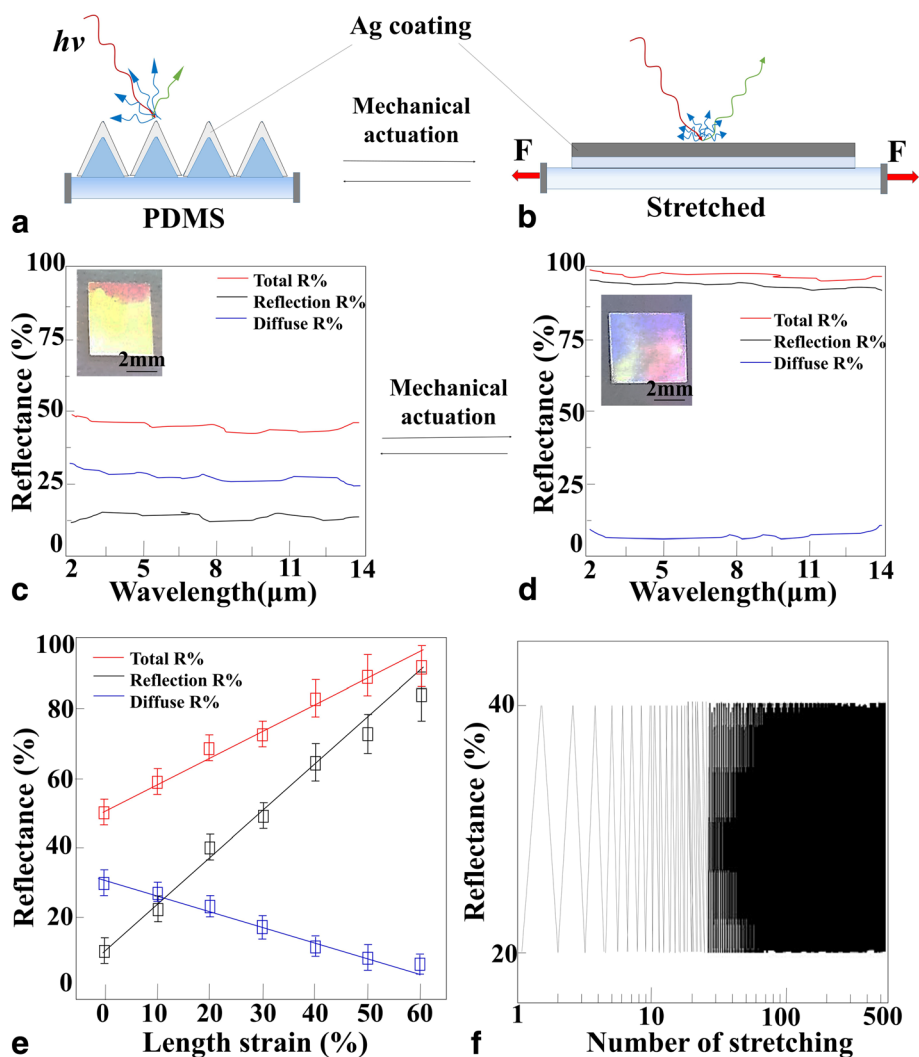 hν
Ag coating
Mechanical
actuation
F
F
a
PDMS
b
Stretched
100
75
50
25
0
Reflectance (%)
Total R%
Reflection R%
Diffuse R%
2mm
2
5
8
11
14
c
Wavelength(μm)
Mechanical
actuation
100
75
50
25
0
Reflectance (%)
Total R%
Reflection R%
Diffuse R%
2mm
2
5
8
11
14
d
Wavelength(μm)
100
80
60
40
20
0
Reflectance (%)
Total R%
Reflection R%
Diffuse R%
0
10
20
30
40
50
60
e
Length strain (%)
40
20
Reflectance (%)
1
10
100
500
f
Number of stretching